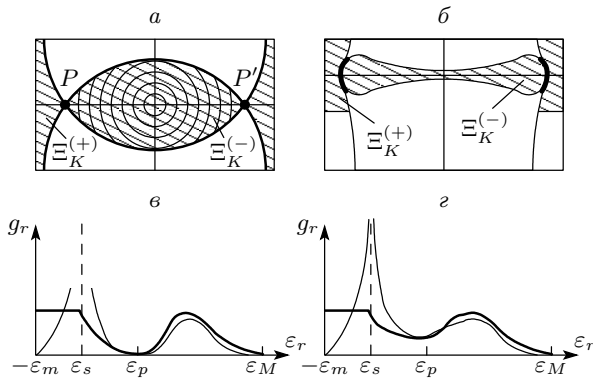 а
б
P
P′
Ξ_K^{(+)}
Ξ_K^{(−)}
Ξ_K^{(+)}
Ξ_K^{(−)}
в
г
g_r
ε_r
−ε_m
ε_s
ε_p
ε_M
g_r
ε_r
−ε_m
ε_s
ε_p
ε_M